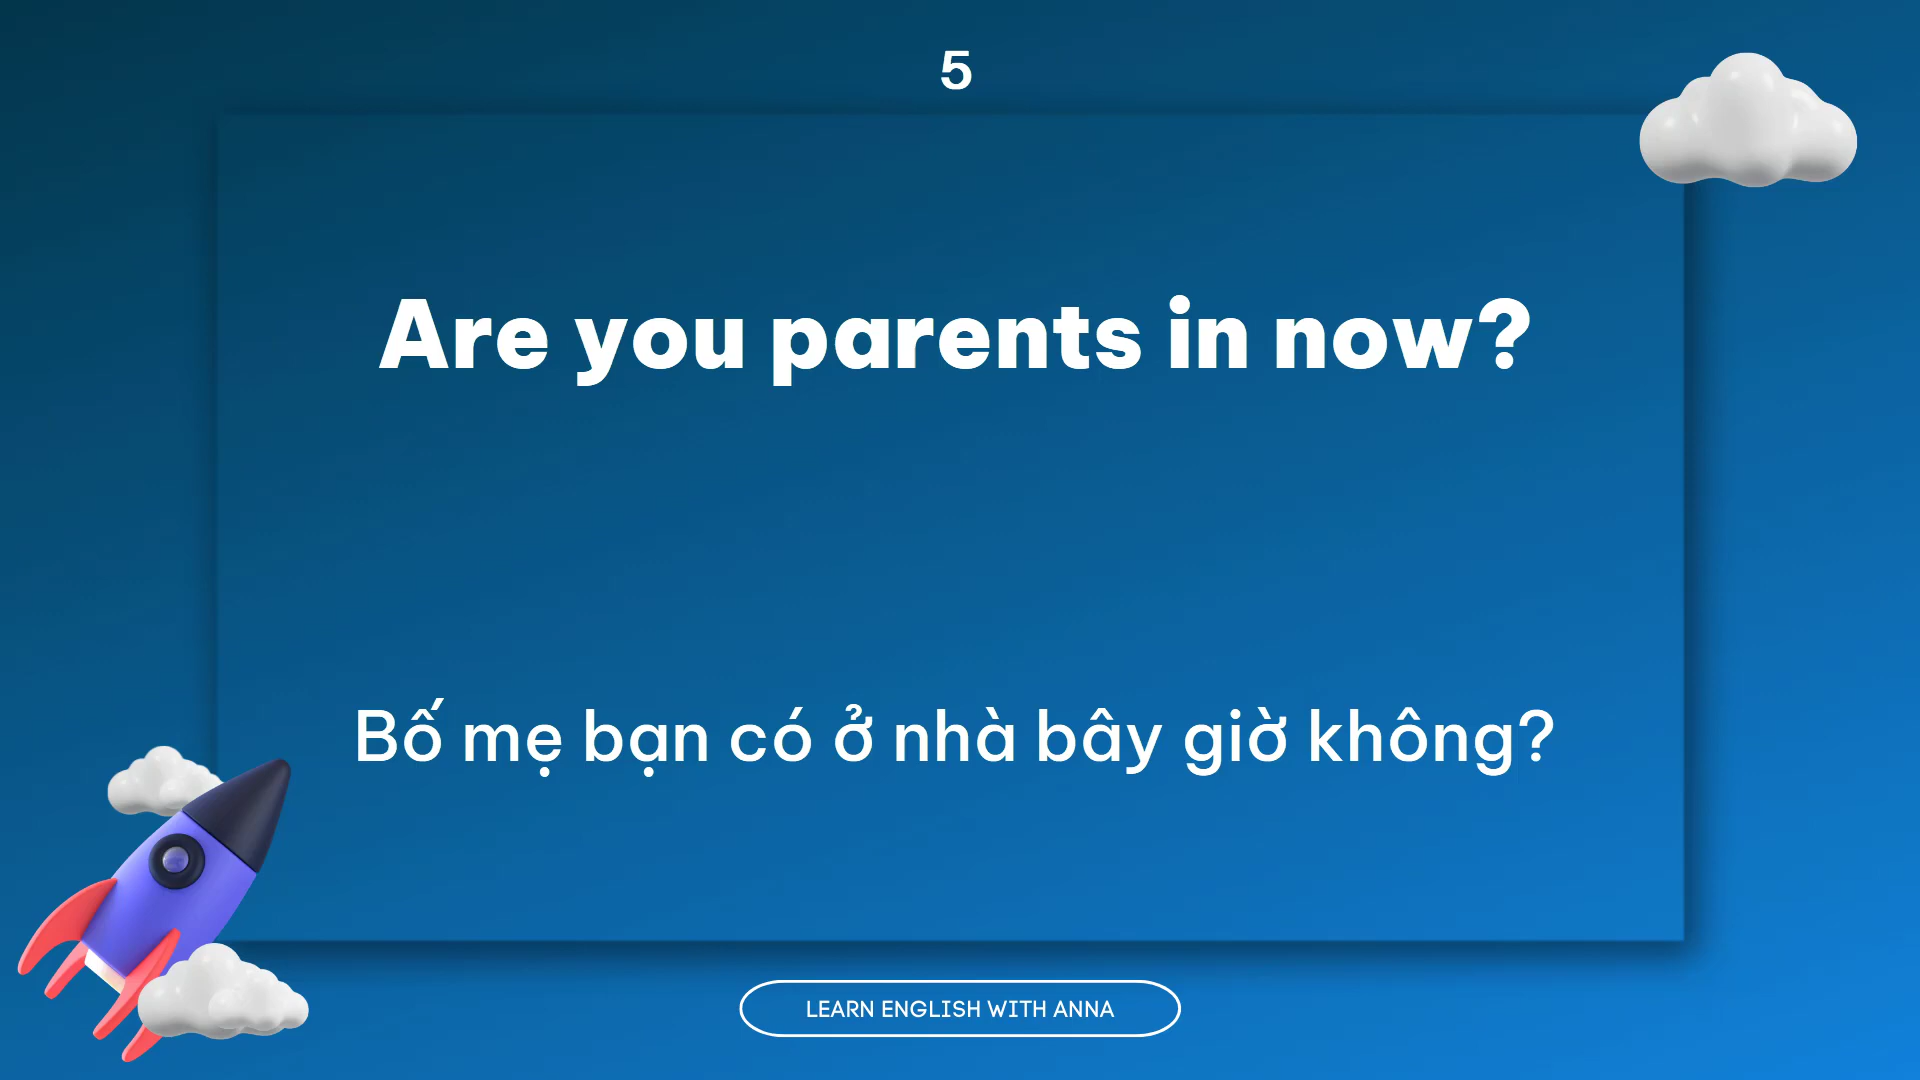 5
Are you parents in now?
Bố mẹ bạn có ở nhà bây giờ không?
LEARN ENGLISH WITH ANNA